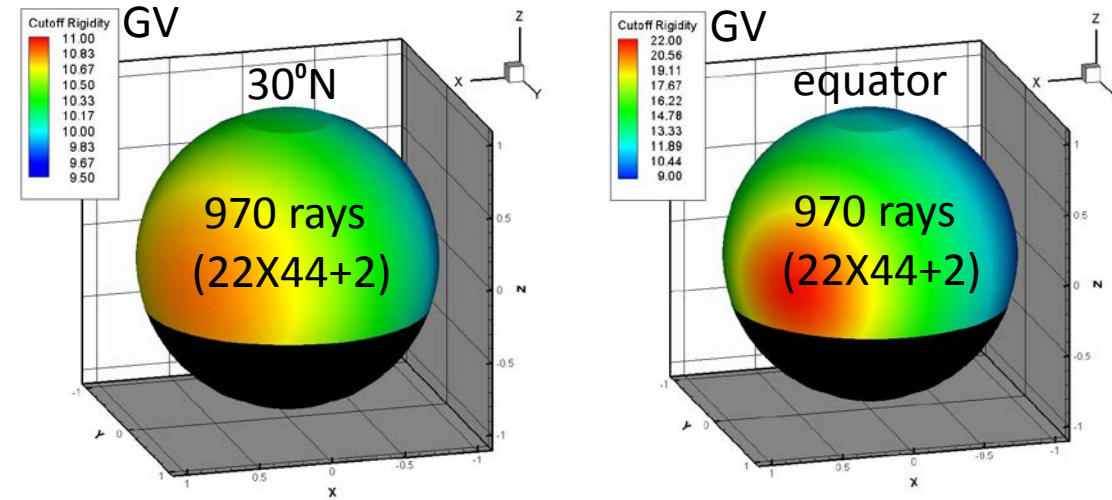 Cutoff Rigidity GV
11.00
10.83
10.67
10.50
10.33
10.17
10.00
9.83
9.67
9.50
30⁰N
970 rays
(22X44+2)
Z
X
Y
1
0.5
0
-0.5
-1
Z
-1
Y 0
1
1
0.5
0
-0.5
-1
X
Cutoff Rigidity GV
22.00
20.56
19.11
17.67
16.22
14.78
13.33
11.89
10.44
9.00
equator
970 rays
(22X44+2)
Z
X
Y
1
0.5
0
-0.5
-1
Z
-1
Y 0
1
1
0.5
0
-0.5
-1
X